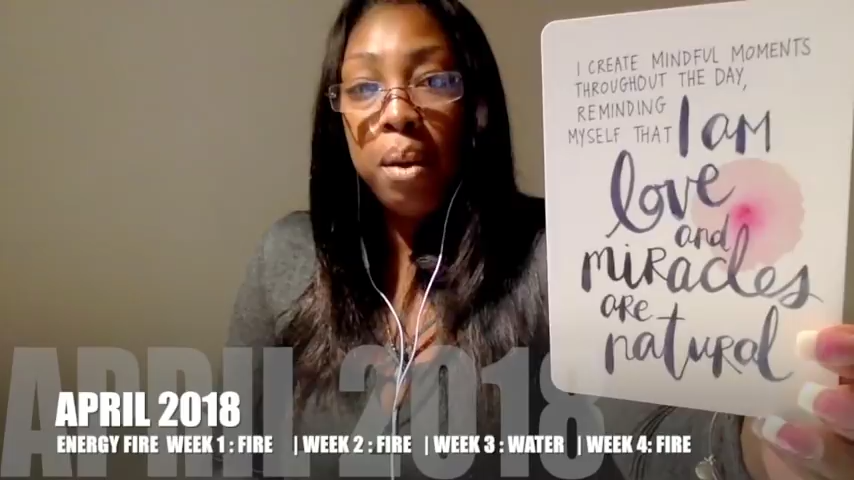 I CREATE MINDFUL MOMENTS
THROUGHOUT THE DAY,
REMINDING
MYSELF THAT I am
love
and
miracles
are
natural
APRIL 2018
APRIL 2018
ENERGY FIRE WEEK 1 : FIRE | WEEK 2 : FIRE | WEEK 3 : WATER | WEEK 4: FIRE